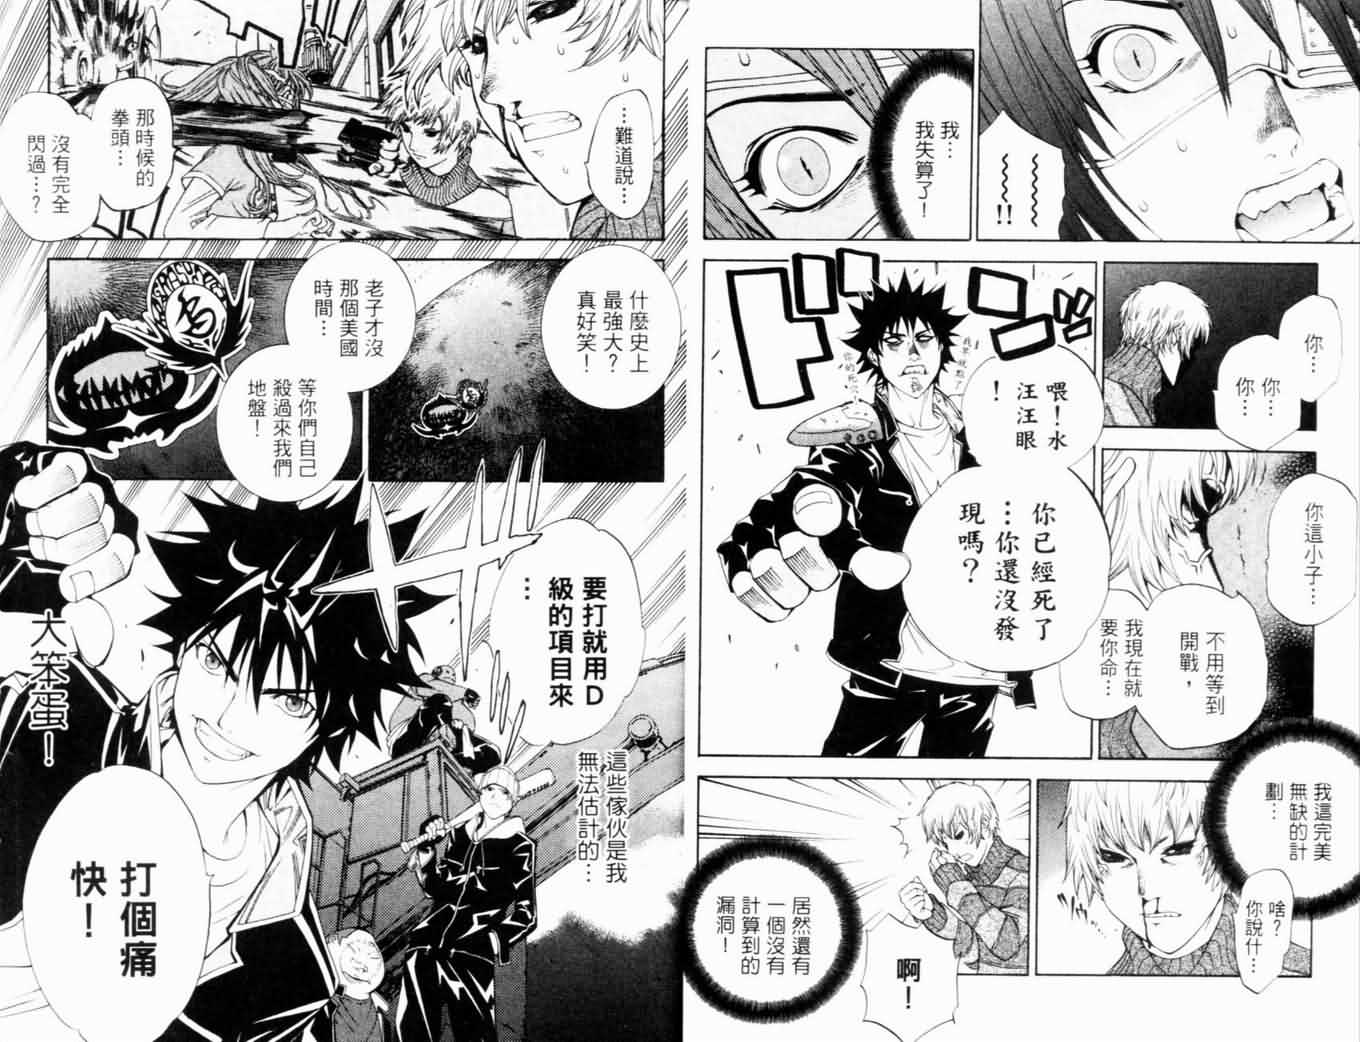 〰〰!!
我…
我失算了！
你…
你…
你…
你這小子…
不用等到
開戰，
我現在就
要你命…
喂！水
汪汪眼
！
你已經死了
…你還沒發
現嗎？
ドドン
我這完美
無缺的計
劃…
啥？
你說什…
居然還有
一個沒有
計算到的
漏洞！
啊！
…難道說…
那時候的
拳頭…
沒有完全
閃過…？
什麼史上
最強大？
真好笑！
老子才沒
那個美國
時間…
等你們自己
殺過來我們
地盤！
要打就用D
級的項目來
…
這些傢伙是我
無法估計的…
大笨蛋！
打個痛
快！